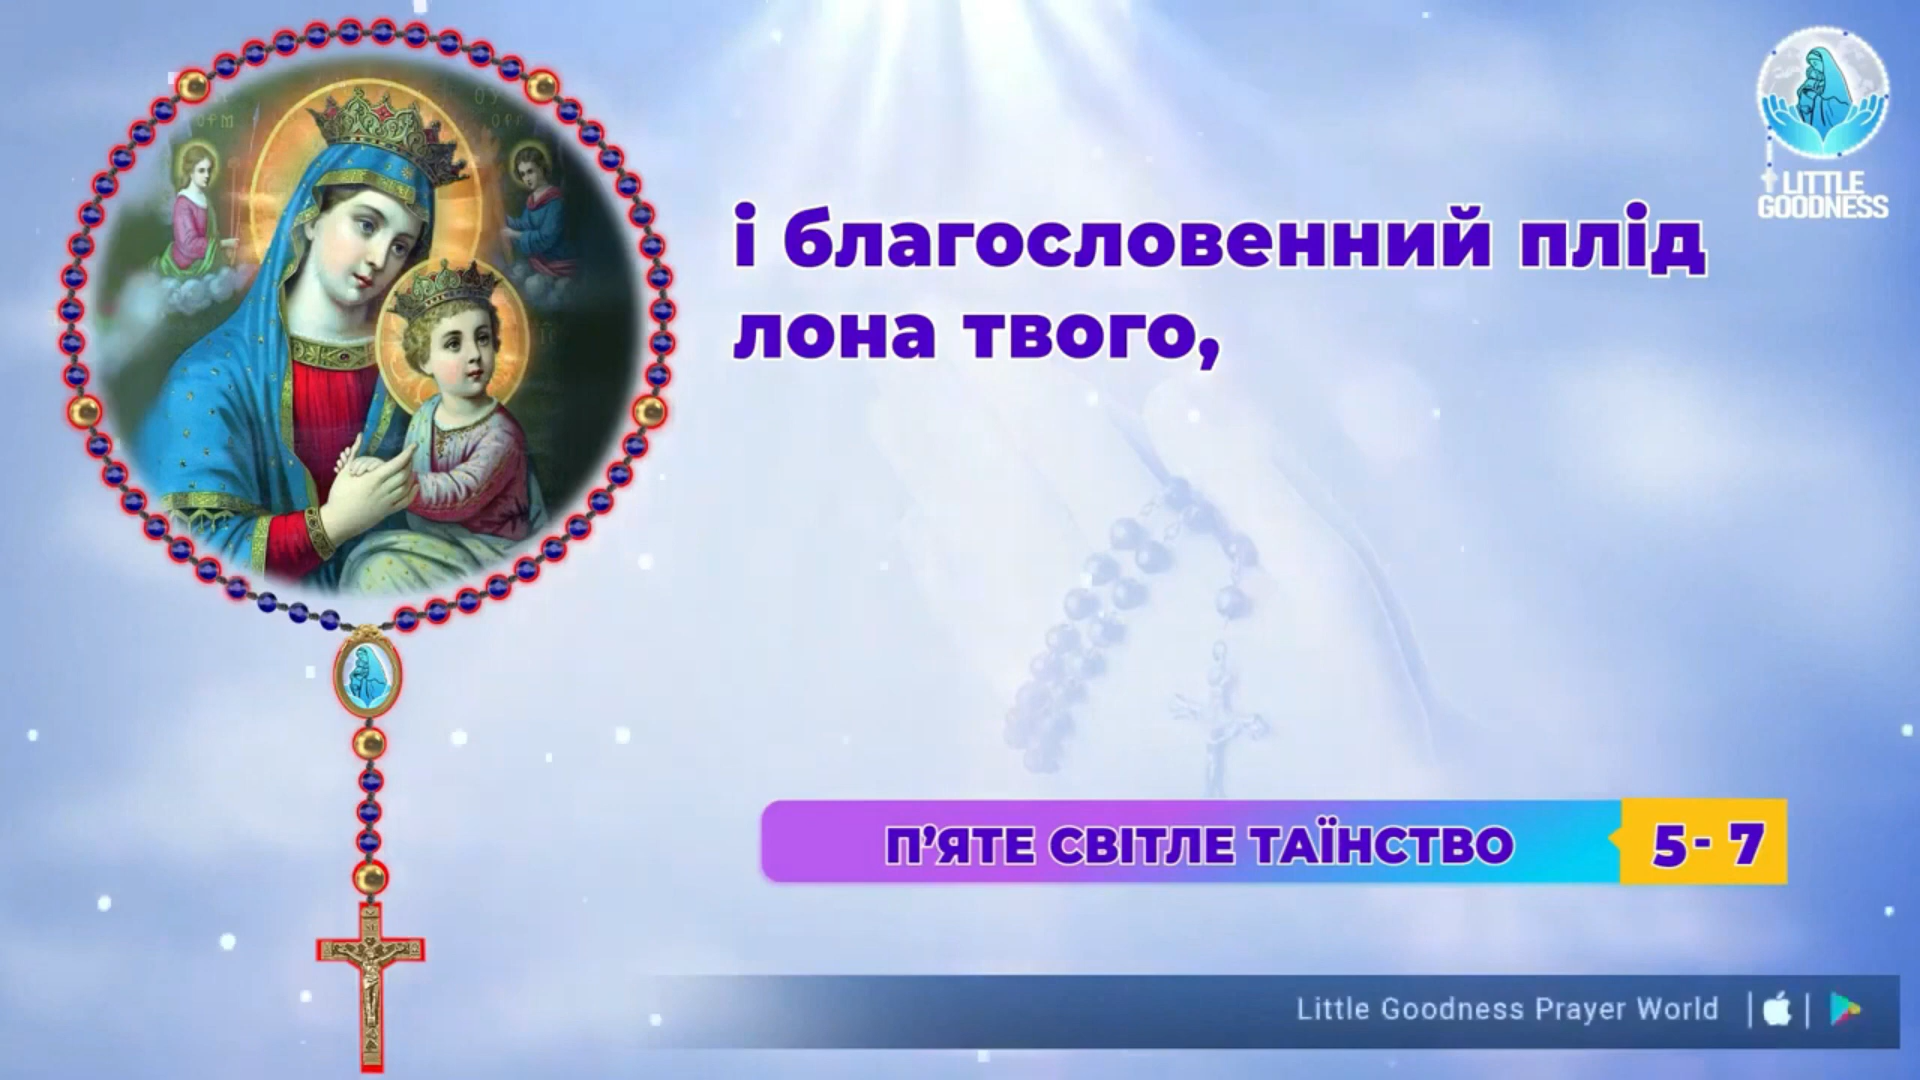 і благословенний плід
лона твого,
LITTLE
GOODNESS
П’ЯТЕ СВІТЛЕ ТАЇНСТВО
5- 7
Little Goodness Prayer World